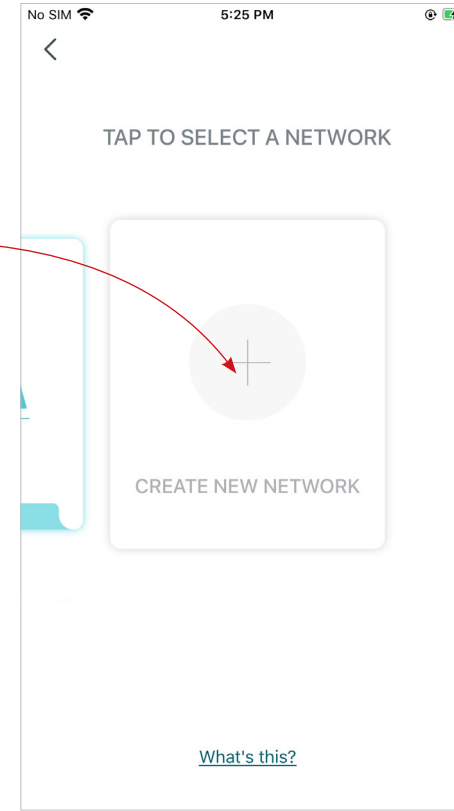 No SIM 5:25 PM
TAP TO SELECT A NETWORK
CREATE NEW NETWORK
What's this?